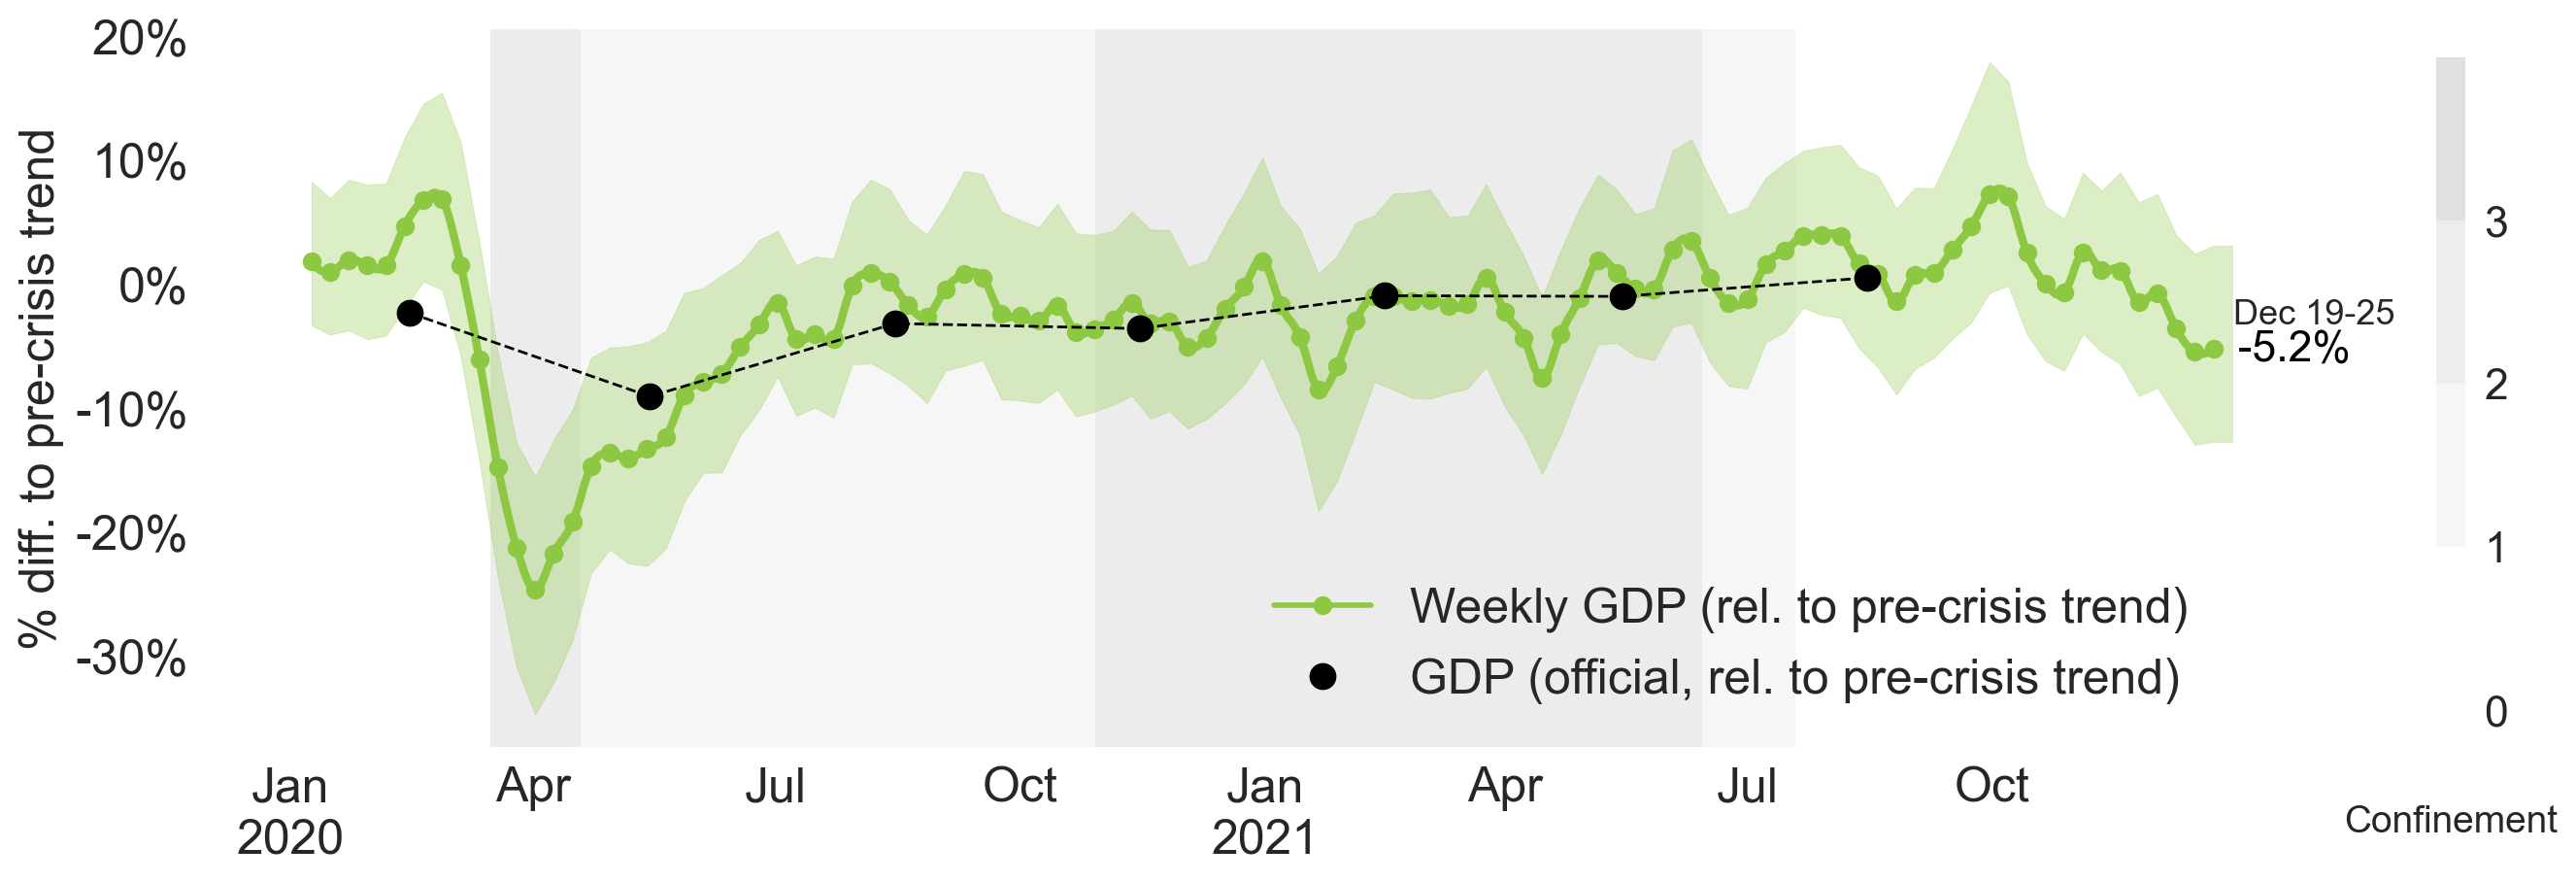 % diff. to pre-crisis trend
20%
10%
0%
-10%
-20%
-30%
Dec 19-25
-5.2%
Weekly GDP (rel. to pre-crisis trend)
GDP (official, rel. to pre-crisis trend)
Jan Apr Jul Oct Jan Apr Jul Oct
2020 2021
3
2
1
0
Confinement